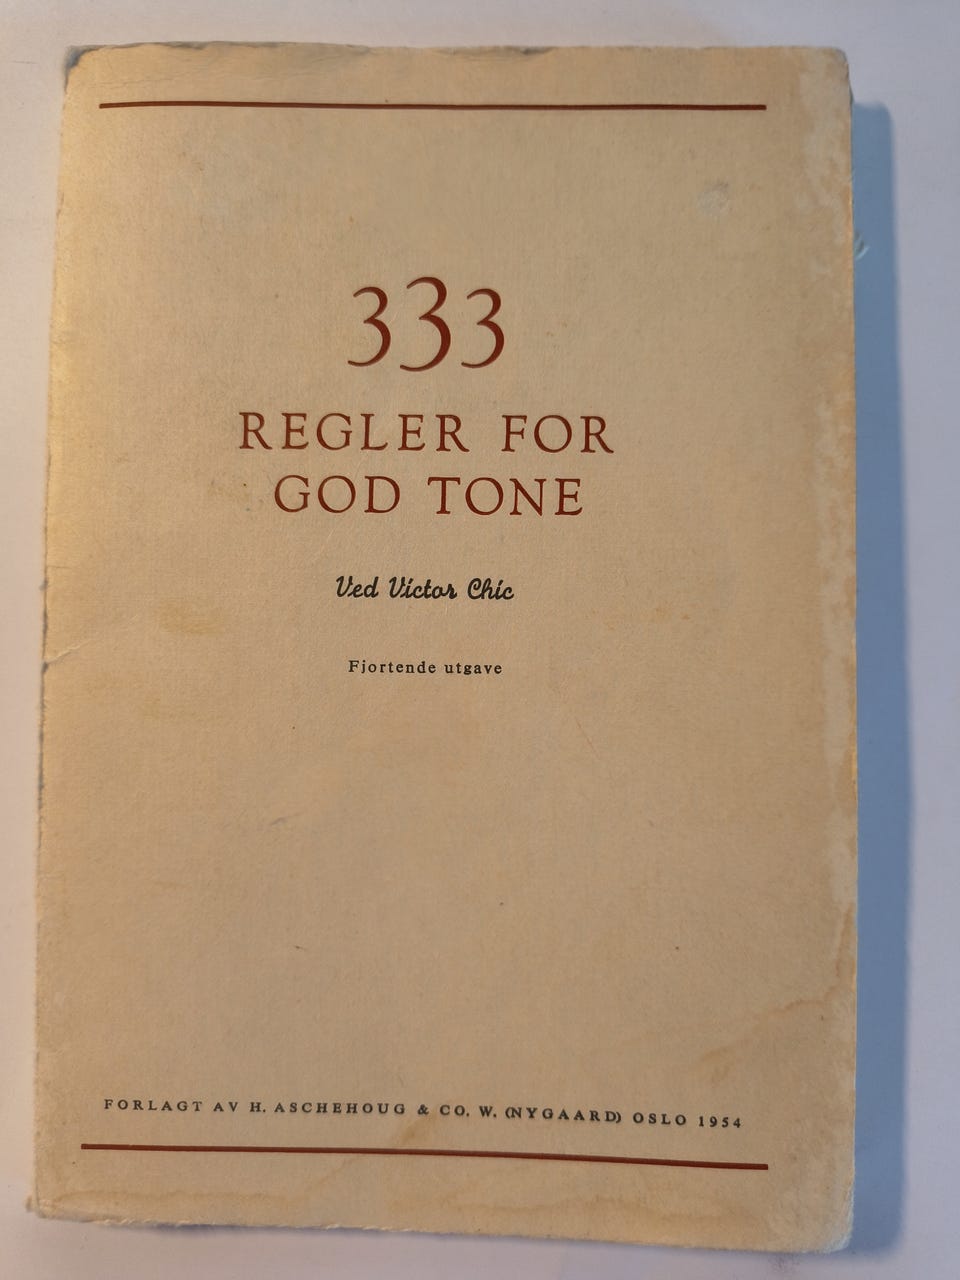 333
REGLER FOR
GOD TONE
Ved Victor Chic
Fjortende utgave
FORLAGT AV H. ASCHEHOUG & CO. W. (NYGAARD) OSLO 1954